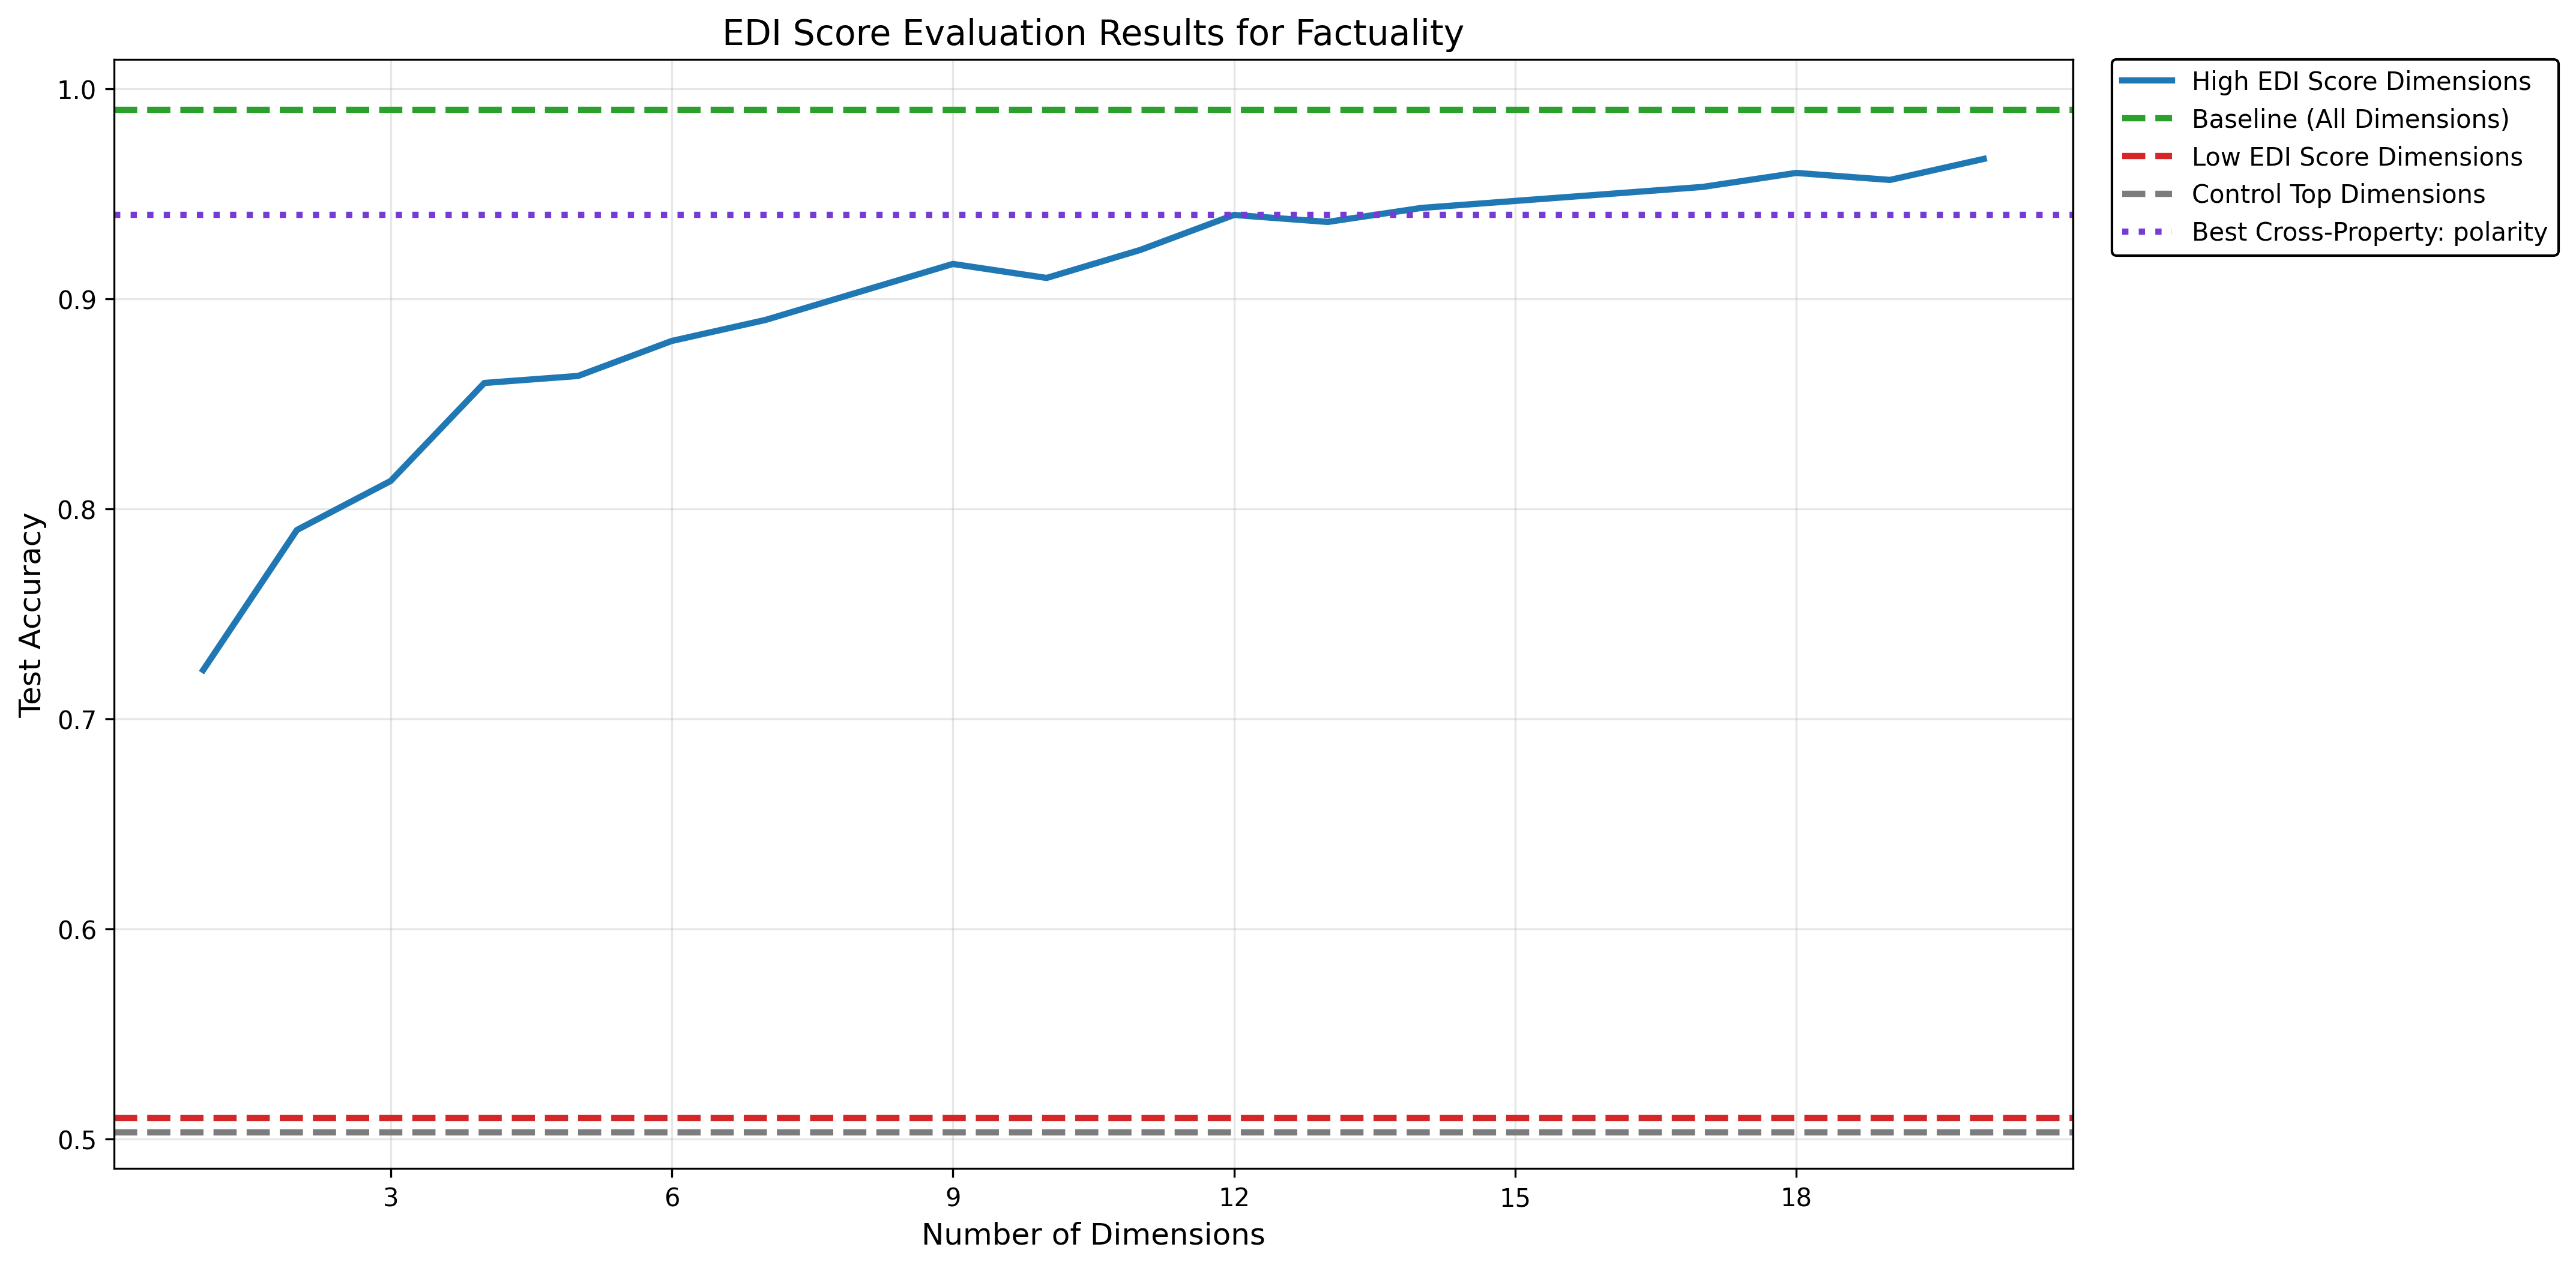 EDI Score Evaluation Results for Factuality
1.0
0.9
0.8
0.7
0.6
0.5
Test Accuracy
3
6
9
12
15
18
Number of Dimensions
High EDI Score Dimensions
Baseline (All Dimensions)
Low EDI Score Dimensions
Control Top Dimensions
Best Cross-Property: polarity